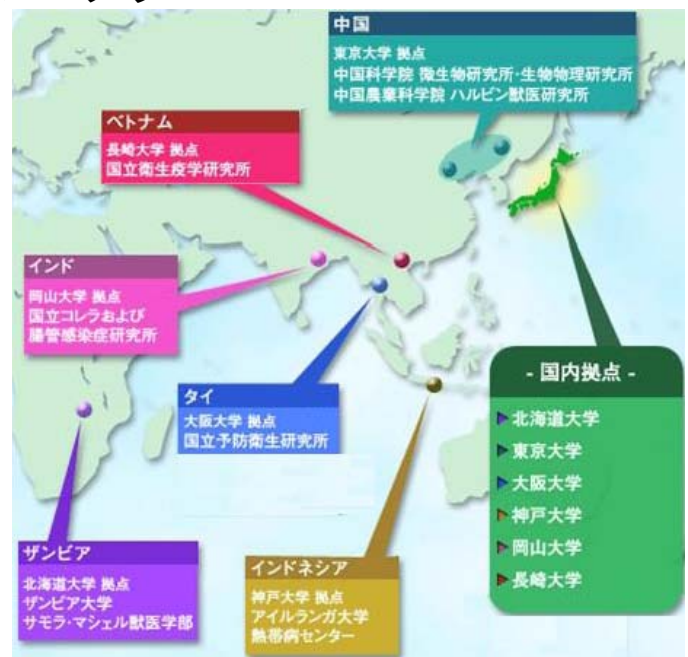 中国
東京大学 拠点
中国科学院 微生物研究所・生物物理研究所
中国農業科学院 ハルビン獣医研究所
ベトナム
長崎大学 拠点
国立衛生疫学研究所
インド
岡山大学 拠点
国立コレラおよび
腸管感染症研究所
タイ
大阪大学 拠点
国立予防衛生研究所
- 国内拠点 -
北海道大学
東京大学
大阪大学
神戸大学
岡山大学
長崎大学
ザンビア
北海道大学 拠点
ザンビア大学
サモラ・マシェル獣医学部
インドネシア
神戸大学 拠点
アイルランガ大学
熱帯病センター